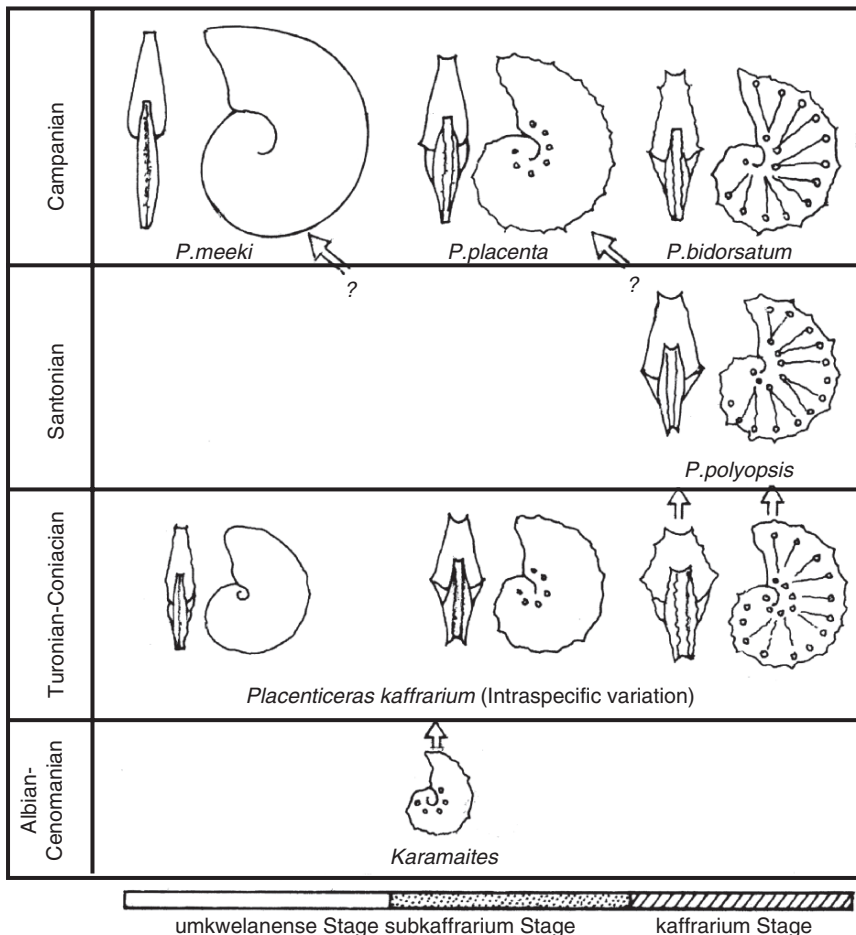 Campanian
P.meeki
P.placenta
P.bidorsatum
?
?
Santonian
P.polyopsis
Turonian-Coniacian
Placenticeras kaffrarium (Intraspecific variation)
Albian-
Cenomanian
Karamaites
umkwelanense Stage subkaffrarium Stage kaffrarium Stage